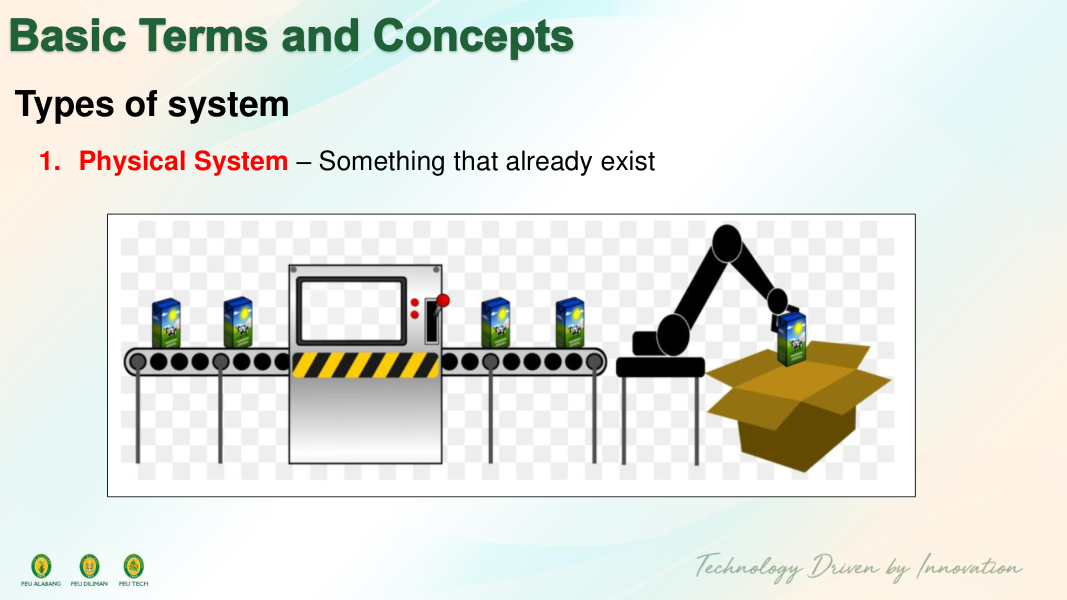 Basic Terms and Concepts
Types of system
1. Physical System – Something that already exist
FEU ALABANG FEU DILIMAN FEU TECH
Technology Driven by Innovation